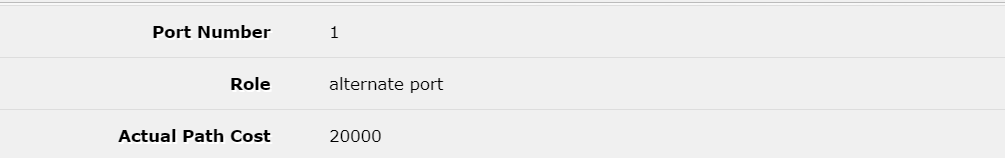 Port Number 1
Role alternate port
Actual Path Cost 20000